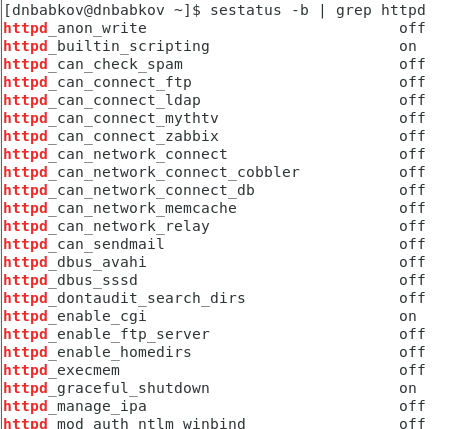 [dnbabkov@dnbabkov ~]$ sestatus -b | grep httpd
httpd_anon_write off
httpd_builtin_scripting on
httpd_can_check_spam off
httpd_can_connect_ftp off
httpd_can_connect_ldap off
httpd_can_connect_mythtv off
httpd_can_connect_zabbix off
httpd_can_network_connect off
httpd_can_network_connect_cobbler off
httpd_can_network_connect_db off
httpd_can_network_memcache off
httpd_can_network_relay off
httpd_can_sendmail off
httpd_dbus_avahi off
httpd_dbus_sssd off
httpd_dontaudit_search_dirs off
httpd_enable_cgi on
httpd_enable_ftp_server off
httpd_enable_homedirs off
httpd_execmem off
httpd_graceful_shutdown on
httpd_manage_ipa off
httpd_mod_auth_ntlm_winbind off